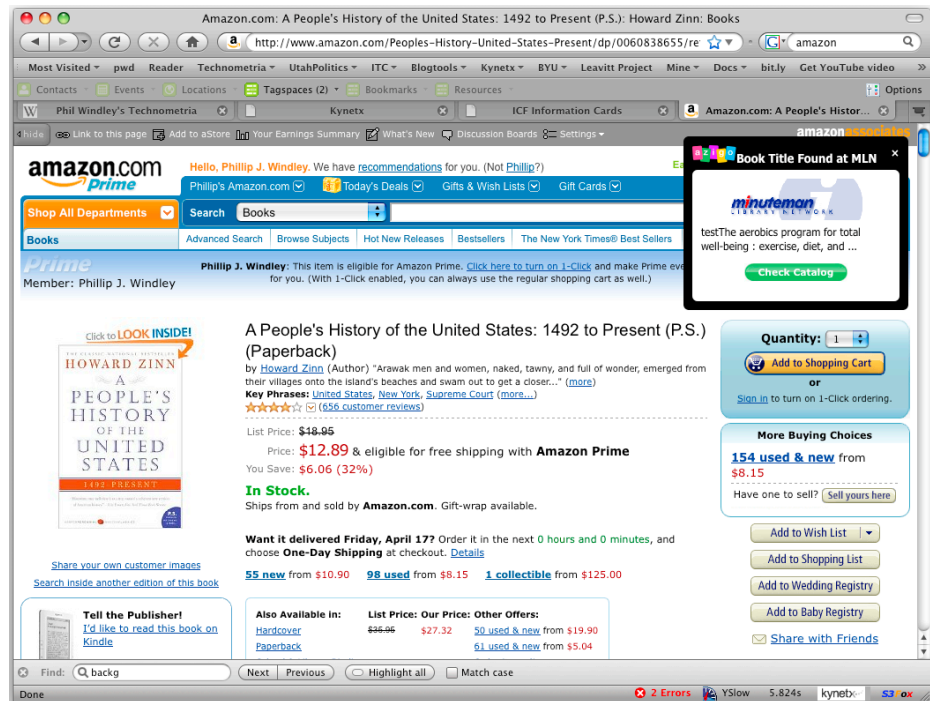 Amazon.com: A People's History of the United States: 1492 to Present (P.S.): Howard Zinn: Books
http://www.amazon.com/Peoples-History-United-States-Present/dp/0060838655/re
amazon
Most Visited pwd Reader Technometria UtahPolitics ITC Blogtools Kynetx BYU Leavitt Project Mine Docs bit.ly Get YouTube video »
Contacts Events Locations Tagspaces (2) Bookmarks Resources Options
Phil Windley's Technometria Kynetx ICF Information Cards Amazon.com: A People's Histor...
hide Link to this page Add to aStore Your Earnings Summary What's New Discussion Boards Settings amazonassociates
amazon.com
Prime
Hello, Phillip J. Windley. We have recommendations for you. (Not Phillip?)
Phillip's Amazon.com Today's Deals Gifts & Wish Lists Gift Cards
Shop All Departments Search Books
Books Advanced Search Browse Subjects Hot New Releases Bestsellers The New York Times® Best Sellers
azigo Book Title Found at MLN ×
minuteman
LIBRARY NETWORK
testThe aerobics program for total
well-being : exercise, diet, and ...
Check Catalog
Prime
Member: Phillip J. Windley
Phillip J. Windley: This item is eligible for Amazon Prime. Click here to turn on 1-Click and make Prime eve
for you. (With 1-Click enabled, you can always use the regular shopping cart as well.)
Click to LOOK INSIDE!
HOWARD ZINN
A
PEOPLE'S
HISTORY
OF THE
UNITED
STATES
1492-PRESENT
Share your own customer images
Search inside another edition of this book
Tell the Publisher!
I'd like to read this book on
Kindle
A People's History of the United States: 1492 to Present (P.S.)
(Paperback)
by Howard Zinn (Author) "Arawak men and women, naked, tawny, and full of wonder, emerged from
their villages onto the island's beaches and swam out to get a closer..." (more)
Key Phrases: United States, New York, Supreme Court (more...)
(656 customer reviews)
List Price: $18.95
Price: $12.89 & eligible for free shipping with Amazon Prime
You Save: $6.06 (32%)
In Stock.
Ships from and sold by Amazon.com. Gift-wrap available.
Want it delivered Friday, April 17? Order it in the next 0 hours and 0 minutes, and
choose One-Day Shipping at checkout. Details
55 new from $10.90 98 used from $8.15 1 collectible from $125.00
Also Available in: List Price: Our Price: Other Offers:
Hardcover $35.95 $27.32 50 used & new from $19.90
Paperback 61 used & new from $5.04
Quantity: 1
Add to Shopping Cart
or
Sign in to turn on 1-Click ordering.
More Buying Choices
154 used & new from
$8.15
Have one to sell? Sell yours here
Add to Wish List
Add to Shopping List
Add to Wedding Registry
Add to Baby Registry
Share with Friends
Find: backg Next Previous Highlight all Match case
Done 2 Errors YSlow 5.824s kynetx S3Fox